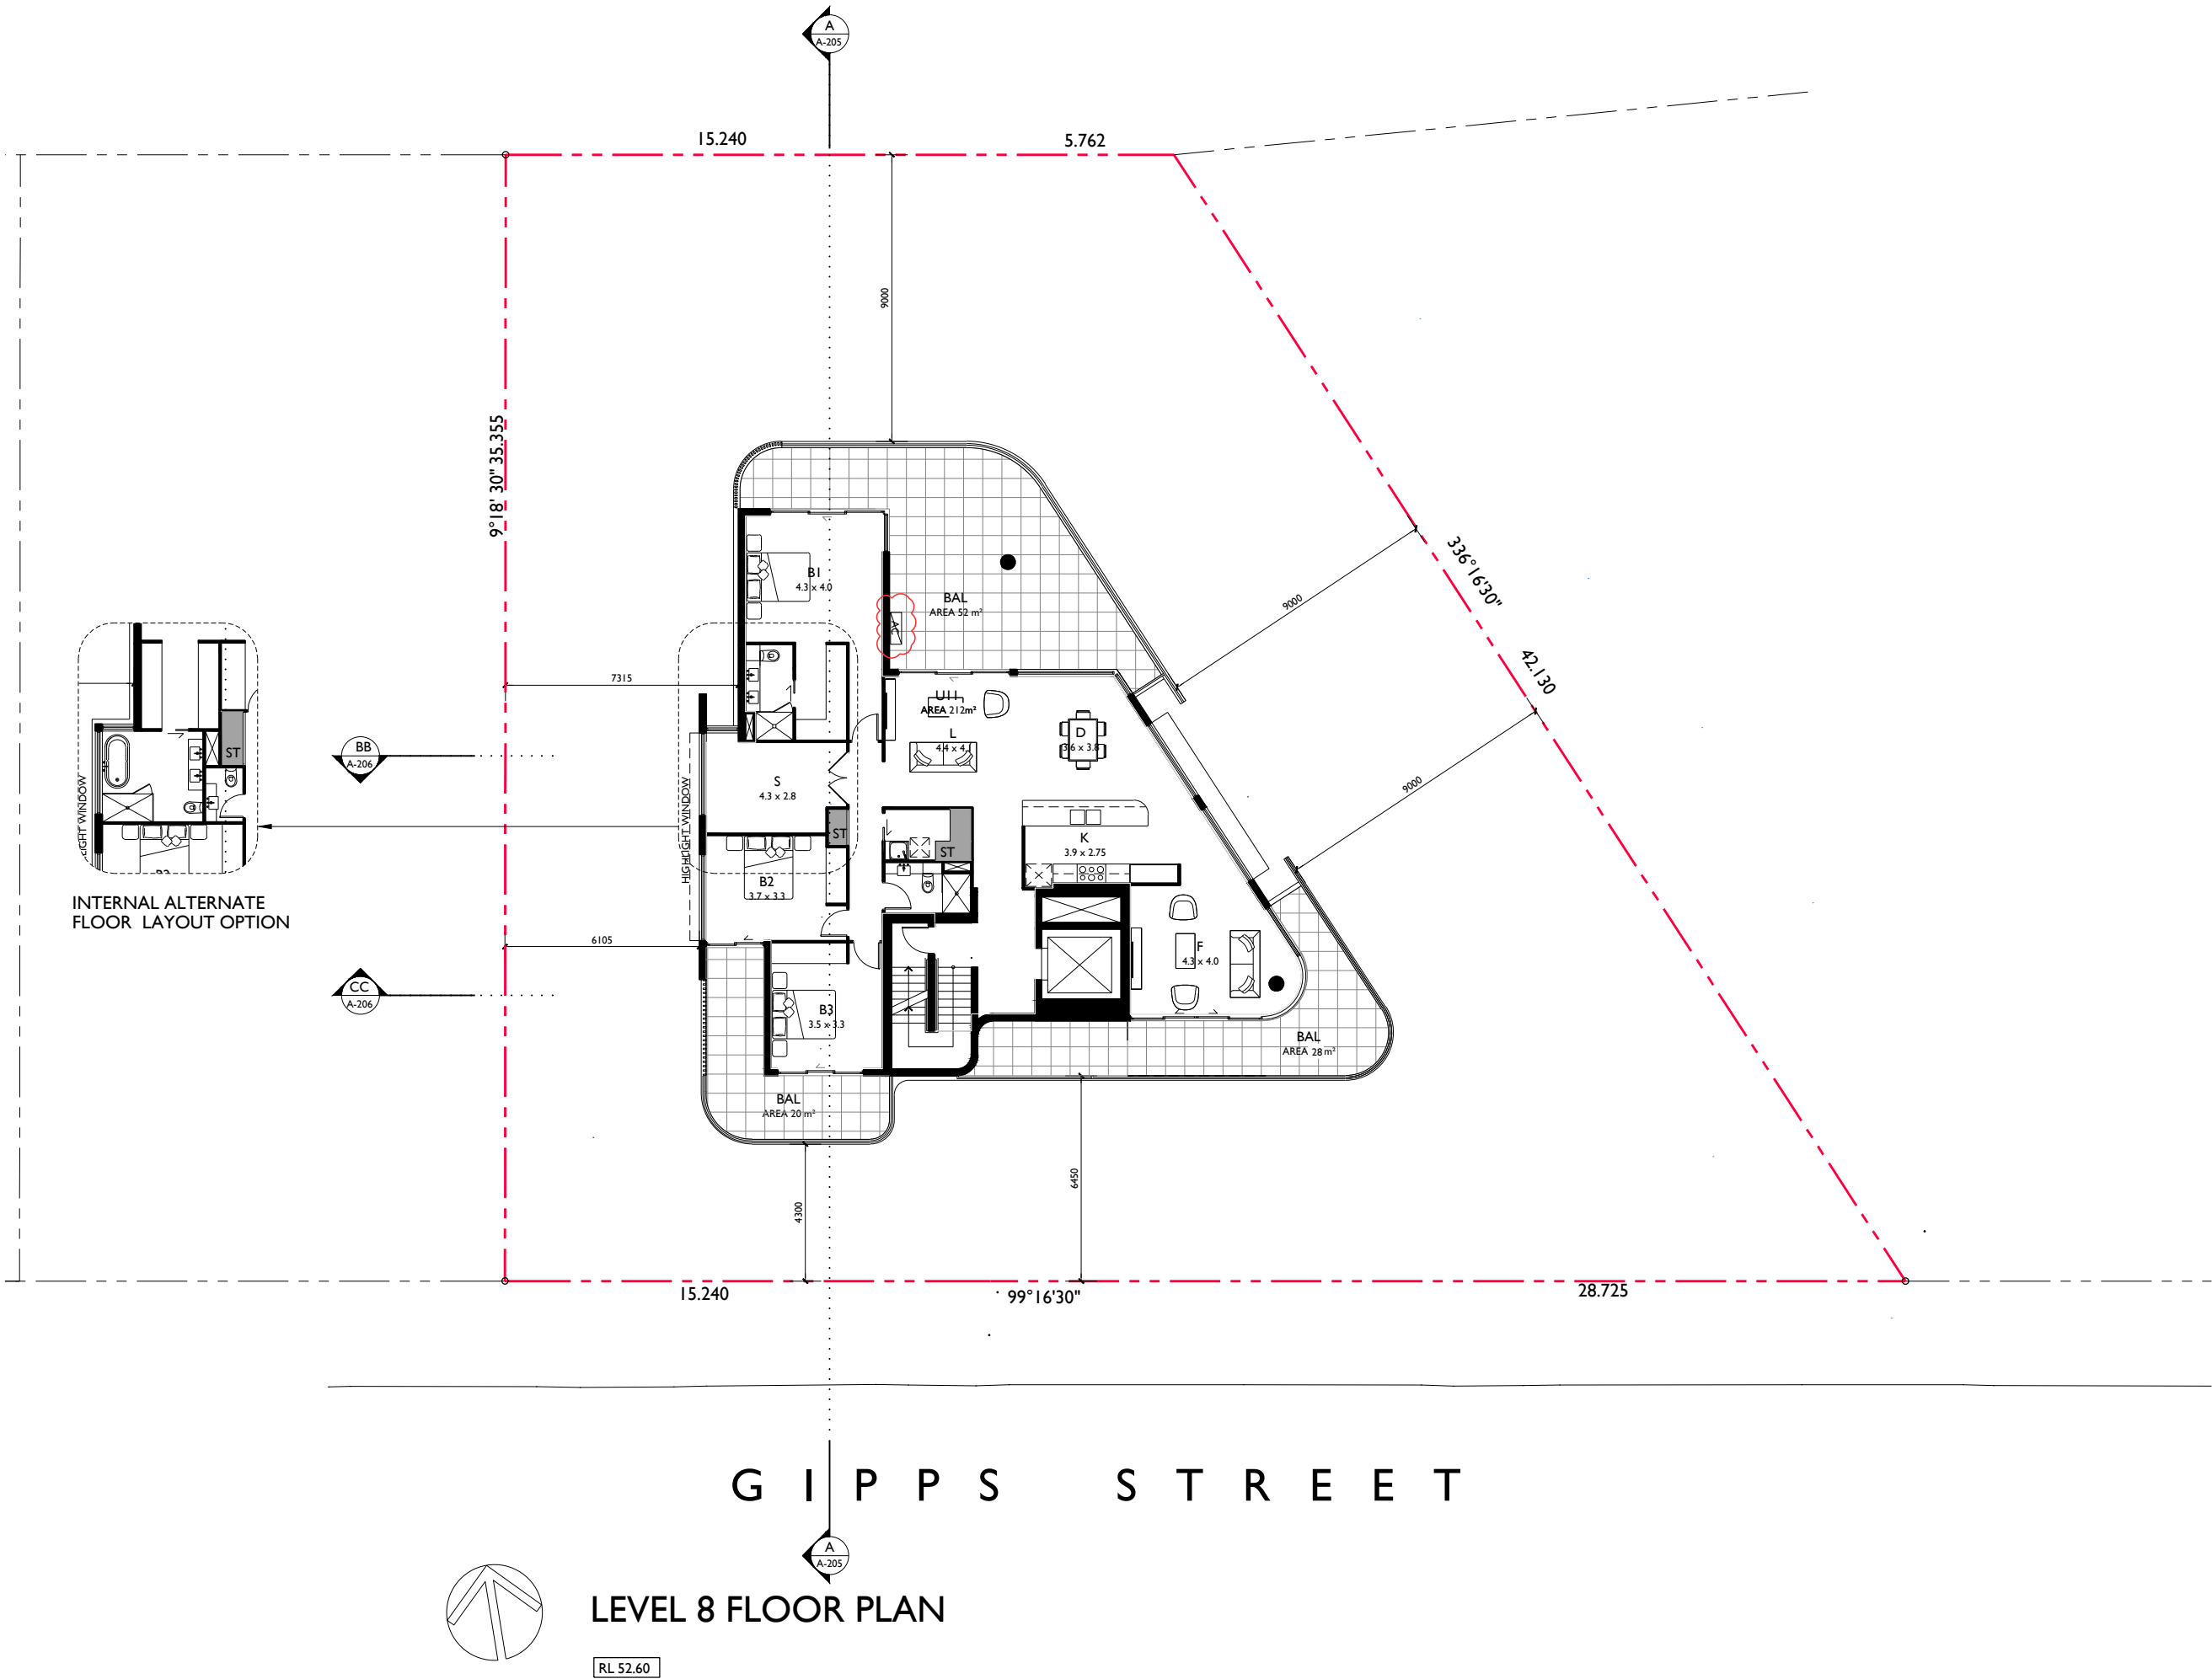 A
A-205
15.240
5.762
9000
9°18' 30" 35.355
336°16'30"
B1
4.3 x 4.0
BAL
AREA 52 m²
AC
9000
42.130
7315
U11
AREA 212m²
L
4.4 x 4.1
D
3.6 x 3.8
BB
A-206
ST
HIGHLIGHT WINDOW
S
4.3 x 2.8
9000
ST
ST
K
3.9 x 2.75
B2
3.7 x 3.3
INTERNAL ALTERNATE
FLOOR LAYOUT OPTION
6105
F
4.3 x 4.0
CC
A-206
B3
3.5 x 3.3
BAL
AREA 28 m²
BAL
AREA 20 m²
6450
4300
15.240
99°16'30"
28.725
GIPPS STREET
A
A-205
LEVEL 8 FLOOR PLAN
RL 52.60